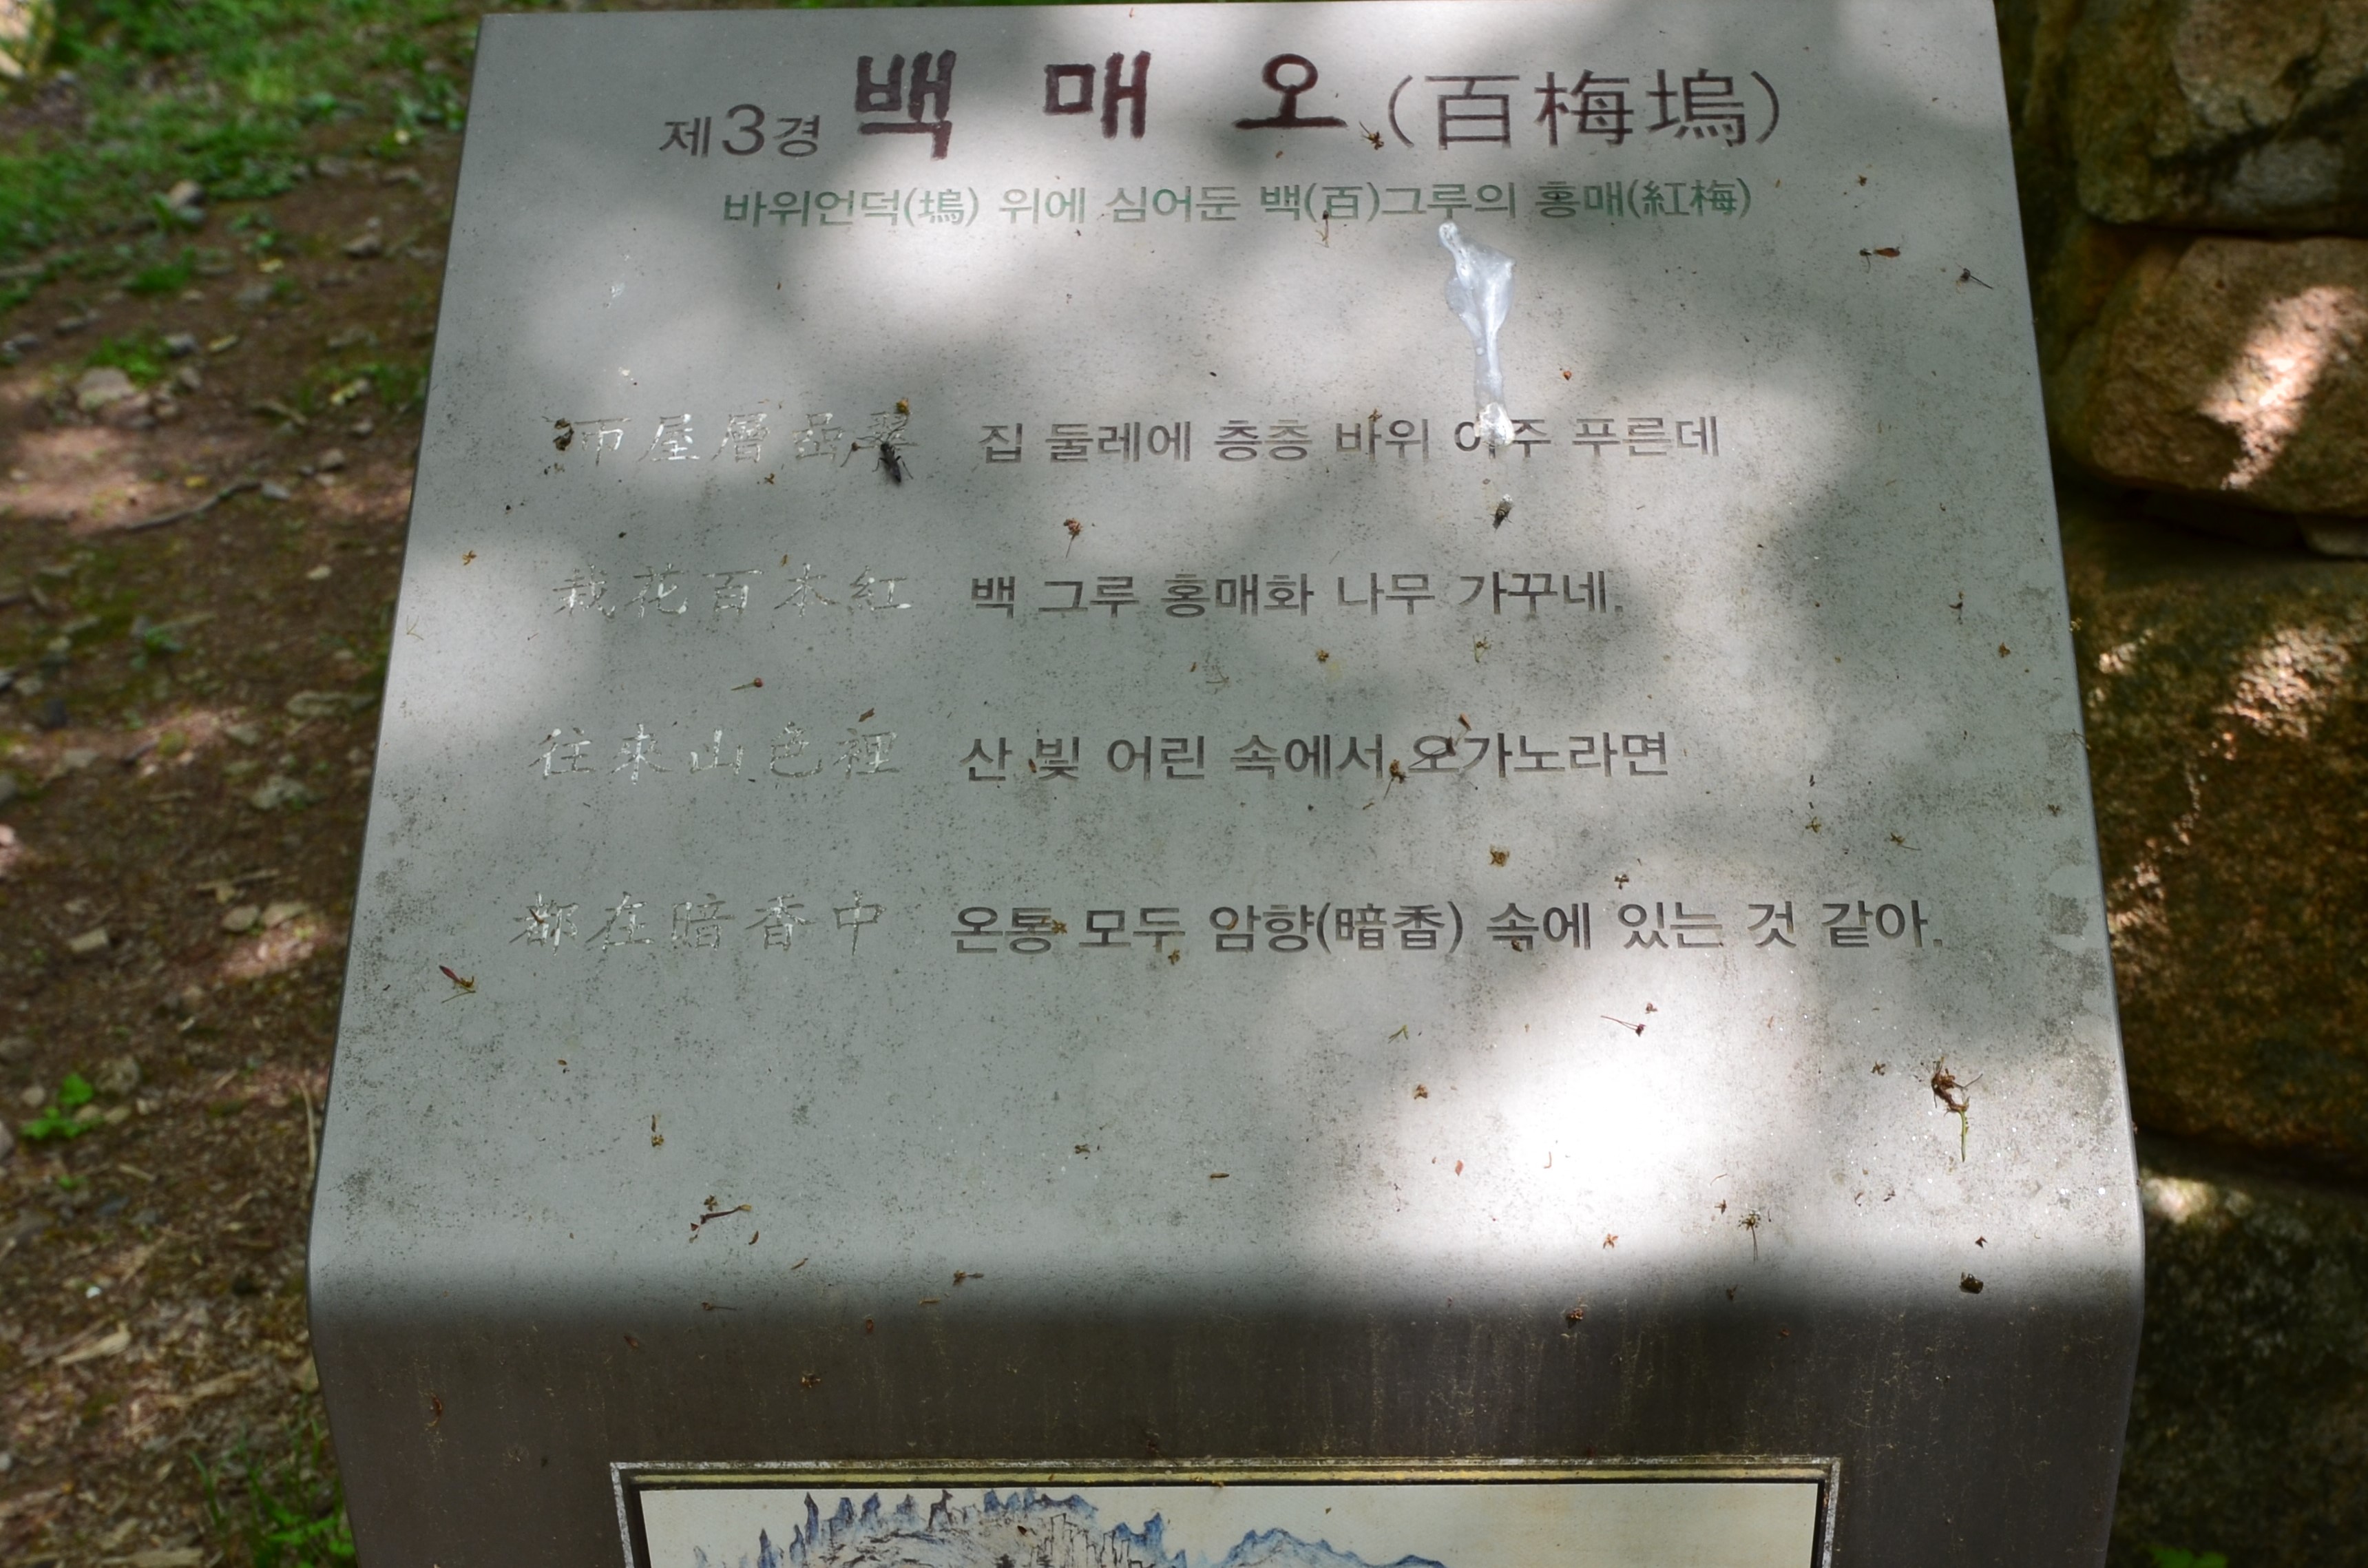 제3경 백매오(百梅塢)
바위언덕(塢) 위에 심어둔 백(百)그루의 홍매(紅梅)
帀屋層嵒翠 집 둘레에 층층 바위 아주 푸른데
栽花百本紅 백 그루 홍매화 나무 가꾸네.
往來山色裡 산 빛 어린 속에서 오가노라면
都在暗香中 온통 모두 암향(暗香) 속에 있는 것 같아.